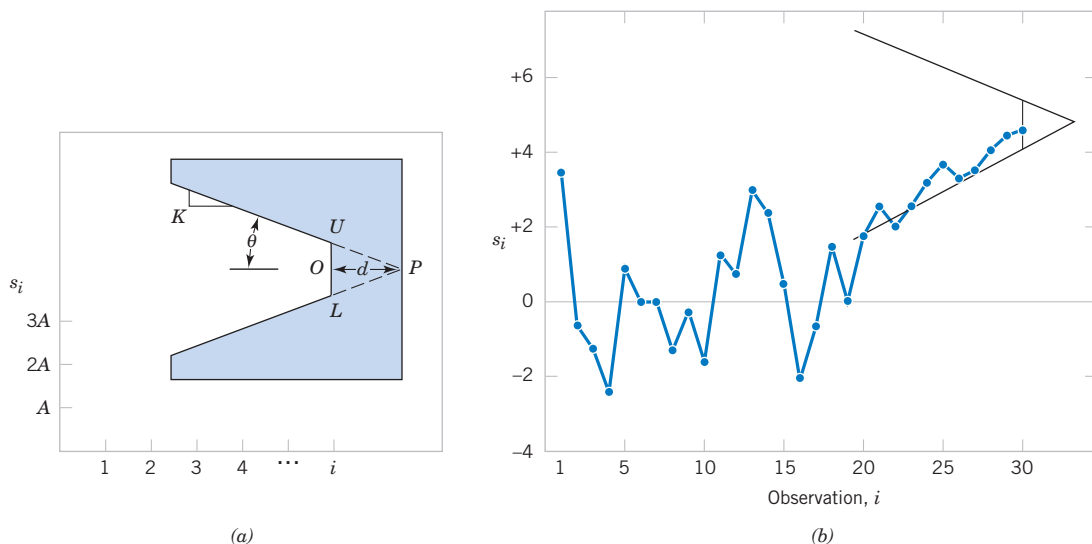 K
θ
U
O
d
P
L
s_i
3A
2A
A
1 2 3 4 ··· i
(a)
+6
+4
+2
s_i
0
−2
−4
1 5 10 15 20 25 30
Observation, i
(b)